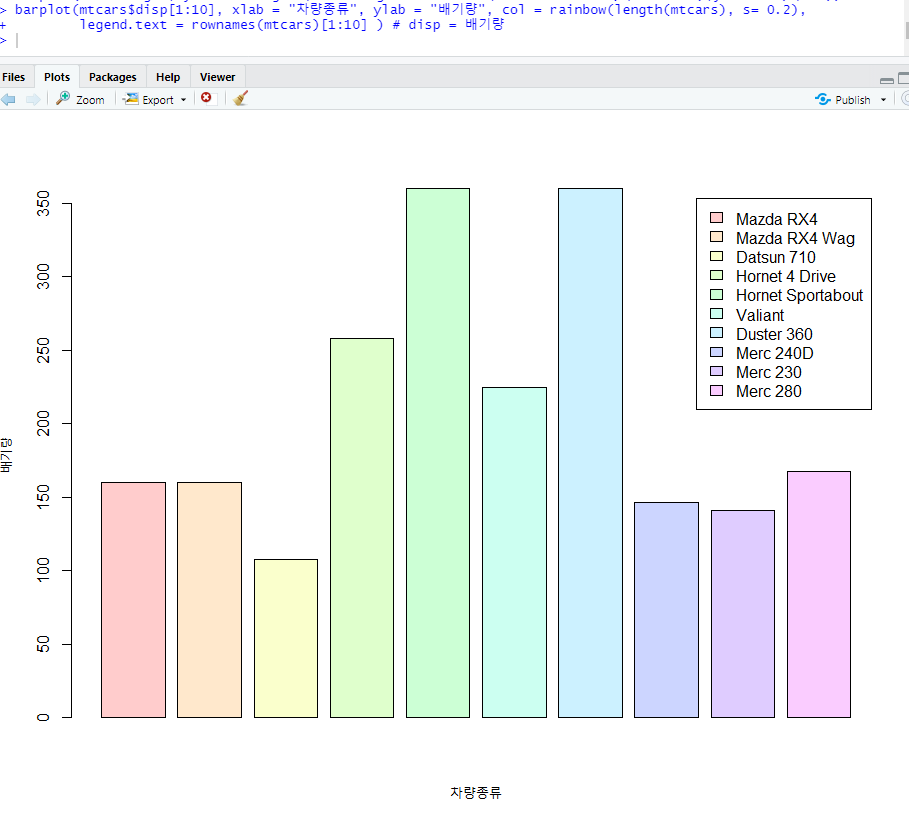 > barplot(mtcars$disp[1:10], xlab = "차량종류", ylab = "배기량", col = rainbow(length(mtcars), s= 0.2),
+ legend.text = rownames(mtcars)[1:10] ) # disp = 배기량
>
Files Plots Packages Help Viewer
Zoom Export Publish
350
300
250
200
150
100
50
0
배기량
Mazda RX4
Mazda RX4 Wag
Datsun 710
Hornet 4 Drive
Hornet Sportabout
Valiant
Duster 360
Merc 240D
Merc 230
Merc 280
차량종류